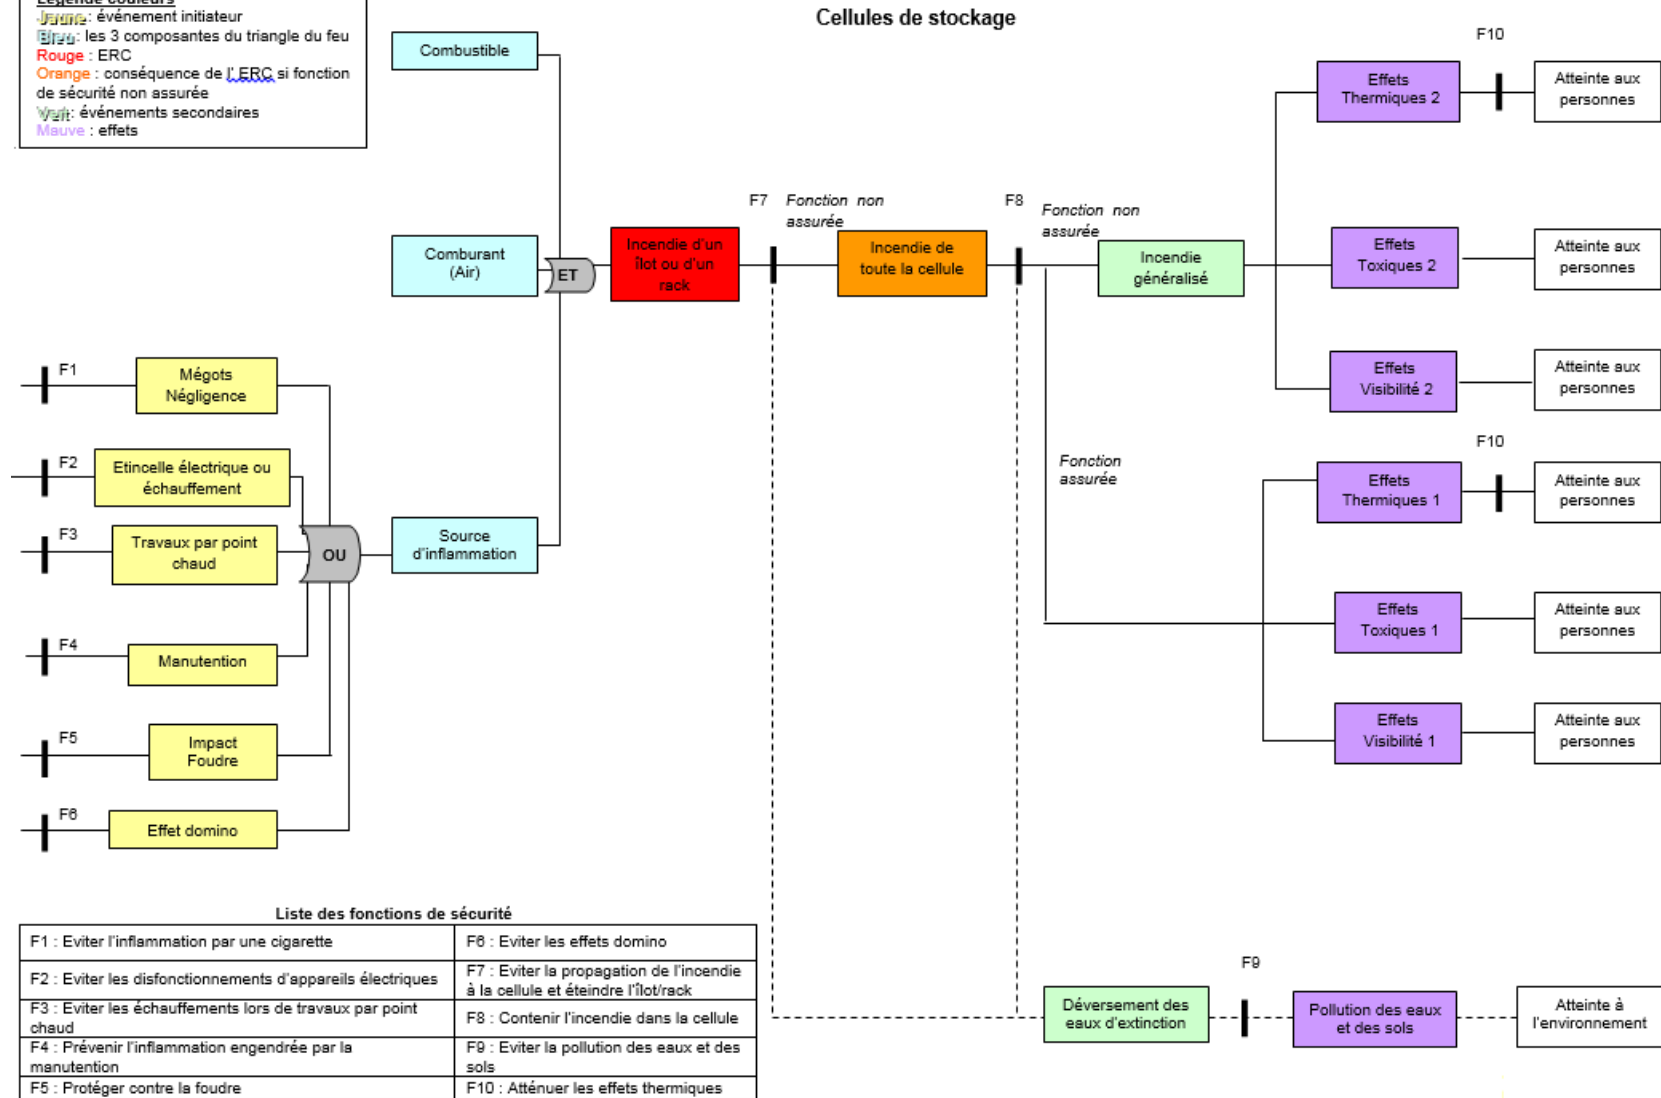 Légende couleurs
Jaune : événement initiateur
Bleu : les 3 composantes du triangle du feu
Rouge : ERC
Orange : conséquence de l' ERC si fonction
de sécurité non assurée
Vert : événements secondaires
Mauve : effets
Cellules de stockage
Combustible
Comburant
(Air)
ET
Incendie d'un
îlot ou d'un
rack
F7
Fonction non
assurée
Incendie de
toute la cellule
F8
Fonction non
assurée
Incendie
généralisé
Fonction
assurée
F10
Effets
Thermiques 2
Atteinte aux
personnes
Effets
Toxiques 2
Atteinte aux
personnes
Effets
Visibilité 2
Atteinte aux
personnes
F10
Effets
Thermiques 1
Atteinte aux
personnes
Effets
Toxiques 1
Atteinte aux
personnes
Effets
Visibilité 1
Atteinte aux
personnes
F1
Mégots
Négligence
F2
Etincelle électrique ou
échauffement
F3
Travaux par point
chaud
OU
Source
d'inflammation
F4
Manutention
F5
Impact
Foudre
F6
Effet domino
F9
Déversement des
eaux d'extinction
Pollution des eaux
et des sols
Atteinte à
l'environnement
Liste des fonctions de sécurité
F1 : Eviter l'inflammation par une cigarette
F6 : Eviter les effets domino
F2 : Eviter les disfonctionnements d'appareils électriques
F7 : Eviter la propagation de l'incendie
à la cellule et éteindre l'îlot/rack
F3 : Eviter les échauffements lors de travaux par point
chaud
F8 : Contenir l'incendie dans la cellule
F4 : Prévenir l'inflammation engendrée par la
manutention
F9 : Eviter la pollution des eaux et des
sols
F5 : Protéger contre la foudre
F10 : Atténuer les effets thermiques